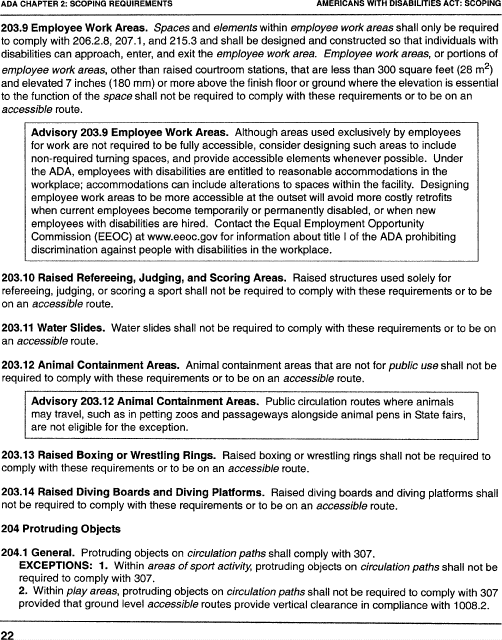 ADA CHAPTER 2: SCOPING REQUIREMENTS AMERICANS WITH DISABILITIES ACT: SCOPING
203.9 Employee Work Areas. Spaces and elements within employee work areas shall only be required
to comply with 206.2.8, 207.1, and 215.3 and shall be designed and constructed so that individuals with
disabilities can approach, enter, and exit the employee work area. Employee work areas, or portions of
employee work areas, other than raised courtroom stations, that are less than 300 square feet (28 m2)
and elevated 7 inches (180 mm) or more above the finish floor or ground where the elevation is essential
to the function of the space shall not be required to comply with these requirements or to be on an
accessible route.
Advisory 203.9 Employee Work Areas. Although areas used exclusively by employees
for work are not required to be fully accessible, consider designing such areas to include
non-required turning spaces, and provide accessible elements whenever possible. Under
the ADA, employees with disabilities are entitled to reasonable accommodations in the
workplace; accommodations can include alterations to spaces within the facility. Designing
employee work areas to be more accessible at the outset will avoid more costly retrofits
when current employees become temporarily or permanently disabled, or when new
employees with disabilities are hired. Contact the Equal Employment Opportunity
Commission (EEOC) at www.eeoc.gov for information about title I of the ADA prohibiting
discrimination against people with disabilities in the workplace.
203.10 Raised Refereeing, Judging, and Scoring Areas. Raised structures used solely for
refereeing, judging, or scoring a sport shall not be required to comply with these requirements or to be
on an accessible route.
203.11 Water Slides. Water slides shall not be required to comply with these requirements or to be on
an accessible route.
203.12 Animal Containment Areas. Animal containment areas that are not for public use shall not be
required to comply with these requirements or to be on an accessible route.
Advisory 203.12 Animal Containment Areas. Public circulation routes where animals
may travel, such as in petting zoos and passageways alongside animal pens in State fairs,
are not eligible for the exception.
203.13 Raised Boxing or Wrestling Rings. Raised boxing or wrestling rings shall not be required to
comply with these requirements or to be on an accessible route.
203.14 Raised Diving Boards and Diving Platforms. Raised diving boards and diving platforms shall
not be required to comply with these requirements or to be on an accessible route.
204 Protruding Objects
204.1 General. Protruding objects on circulation paths shall comply with 307.
EXCEPTIONS: 1. Within areas of sport activity, protruding objects on circulation paths shall not be
required to comply with 307.
2. Within play areas, protruding objects on circulation paths shall not be required to comply with 307
provided that ground level accessible routes provide vertical clearance in compliance with 1008.2.
22